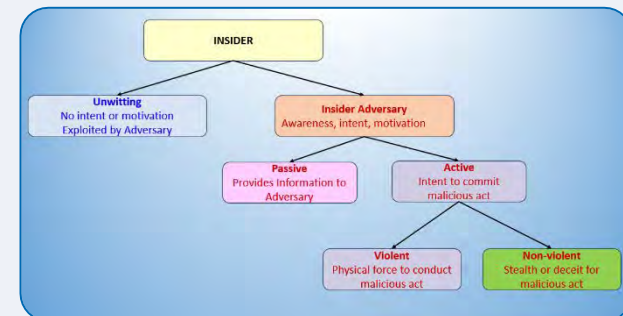 INSIDER
Unwitting
No intent or motivation
Exploited by Adversary
Insider Adversary
Awareness, intent, motivation
Passive
Provides Information to
Adversary
Active
Intent to commit
malicious act
Violent
Physical force to conduct
malicious act
Non-violent
Stealth or deceit for
malicious act